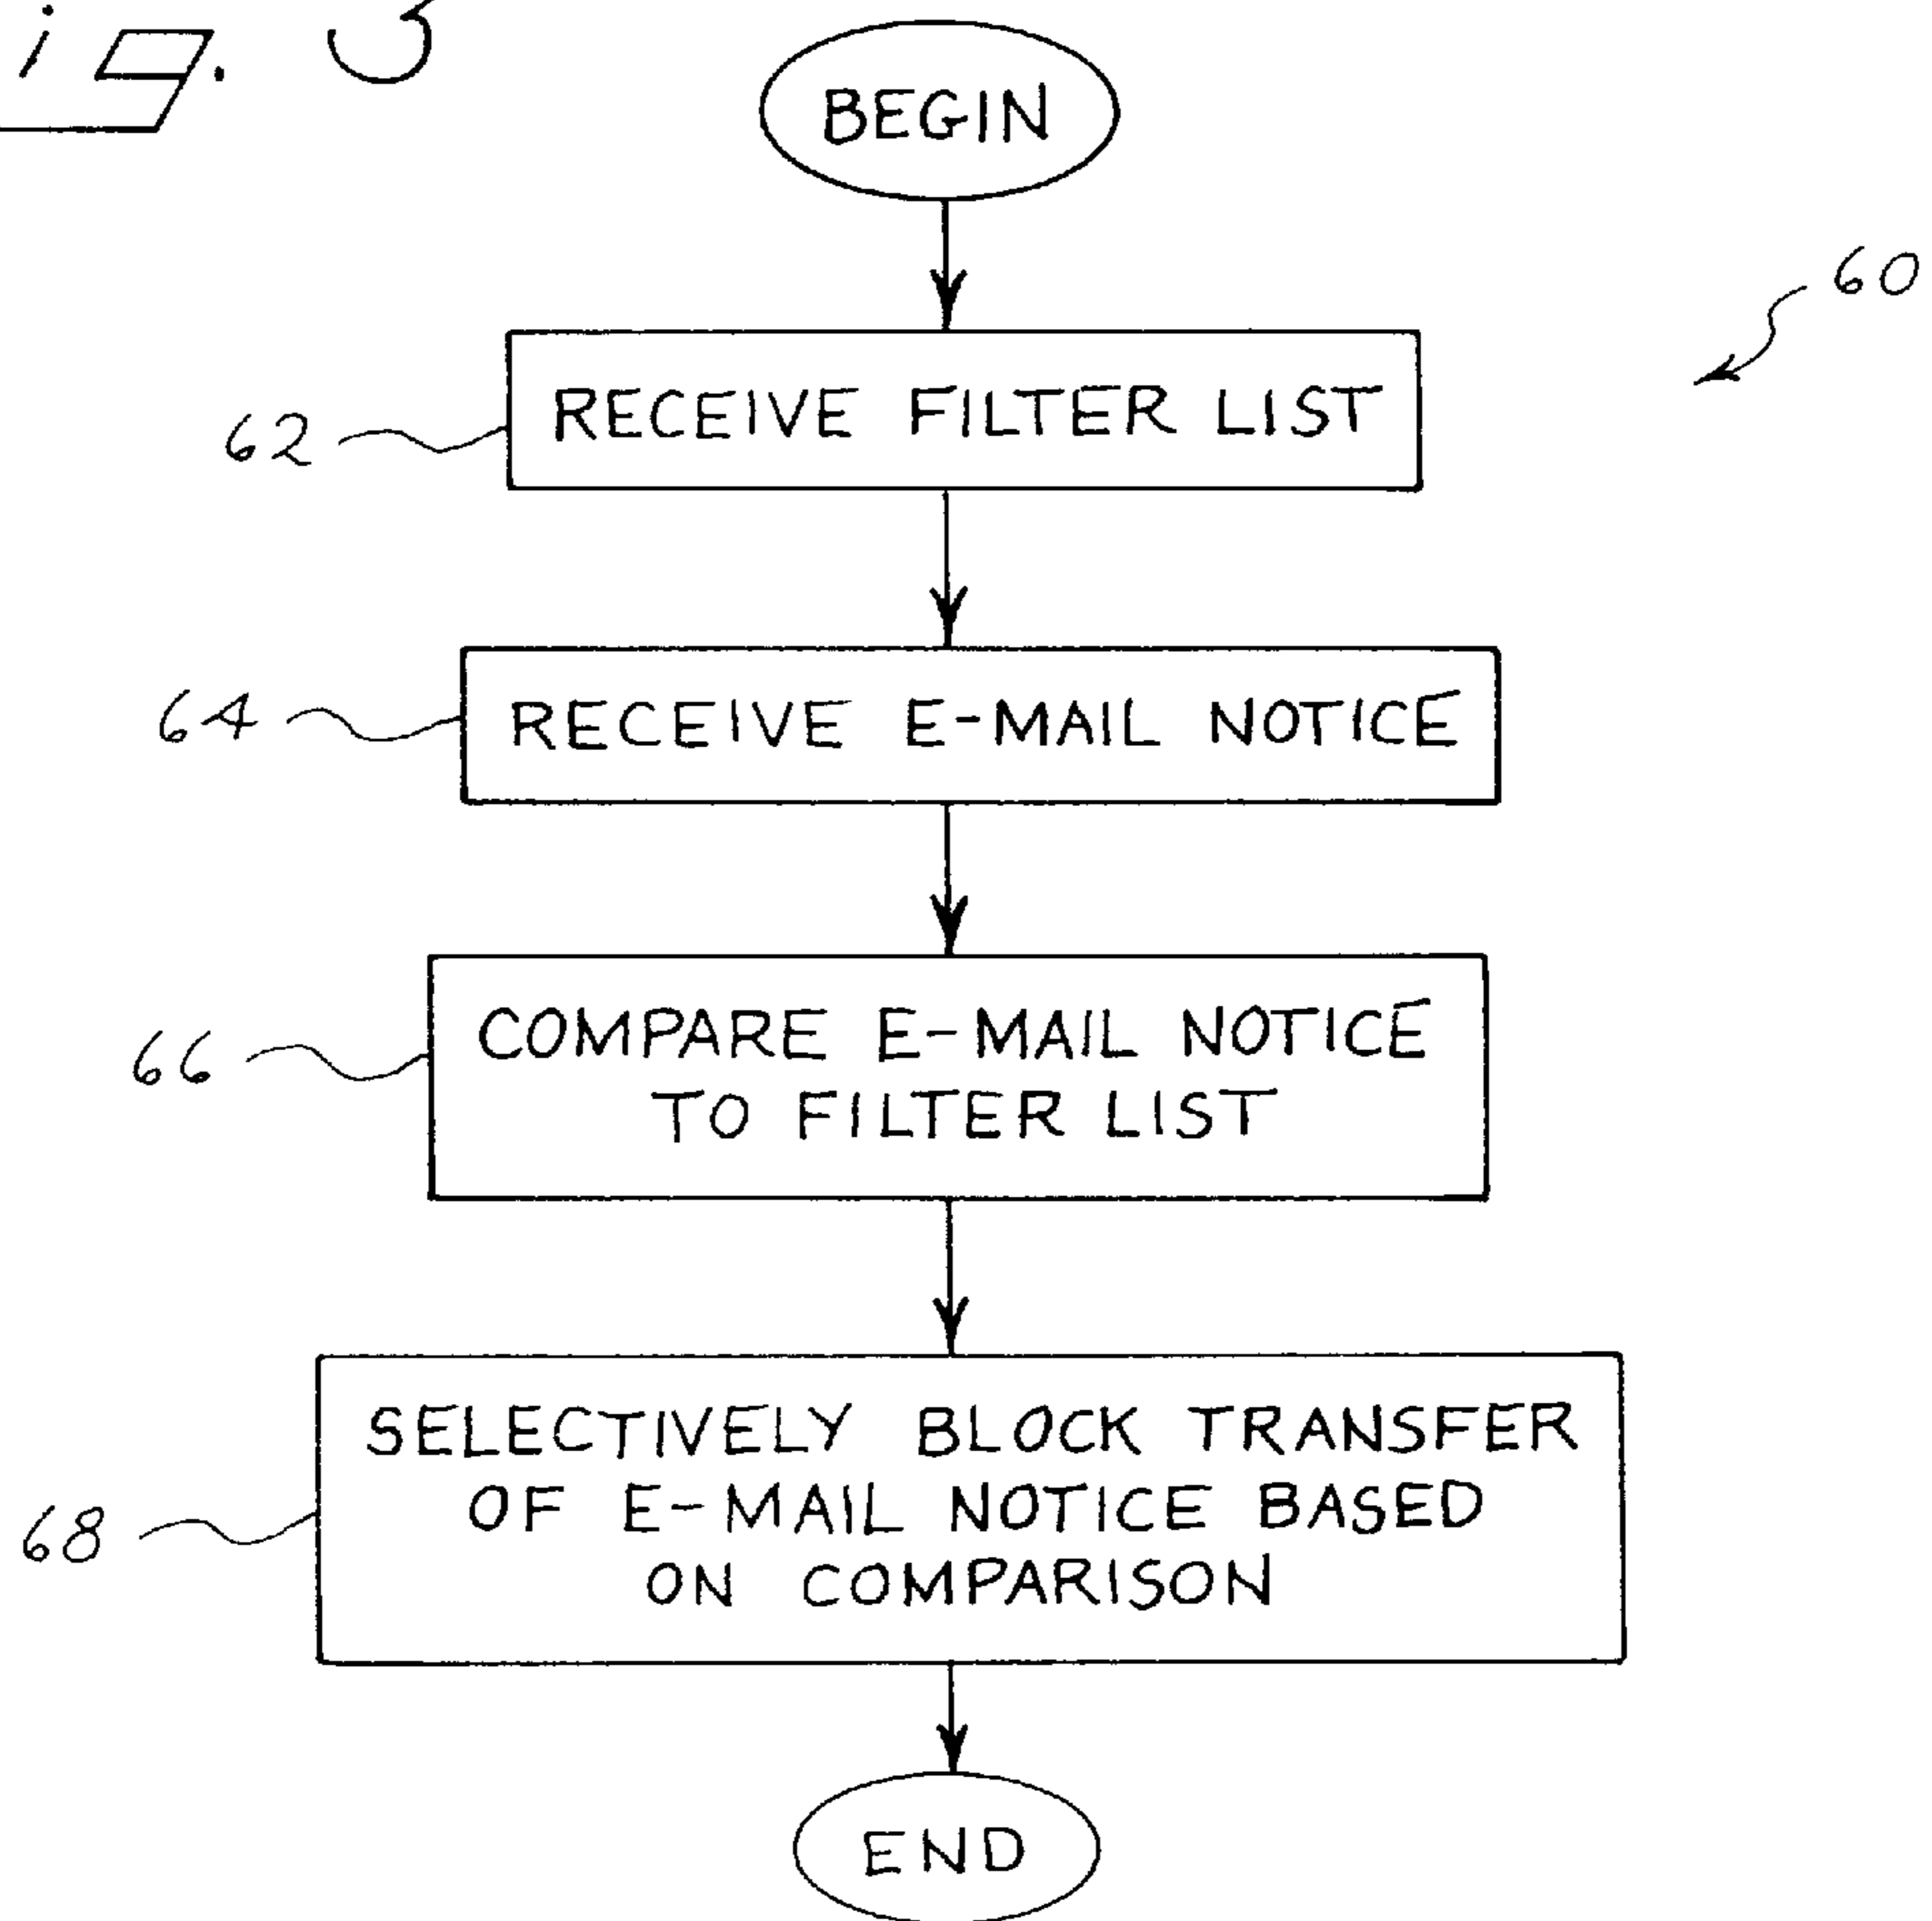 ig.
BEGIN
60
RECEIVE FILTER LIST
62
RECEIVE E-MAIL NOTICE
64
COMPARE E-MAIL NOTICE
TO FILTER LIST
66
SELECTIVELY BLOCK TRANSFER
OF E-MAIL NOTICE BASED
ON COMPARISON
68
END